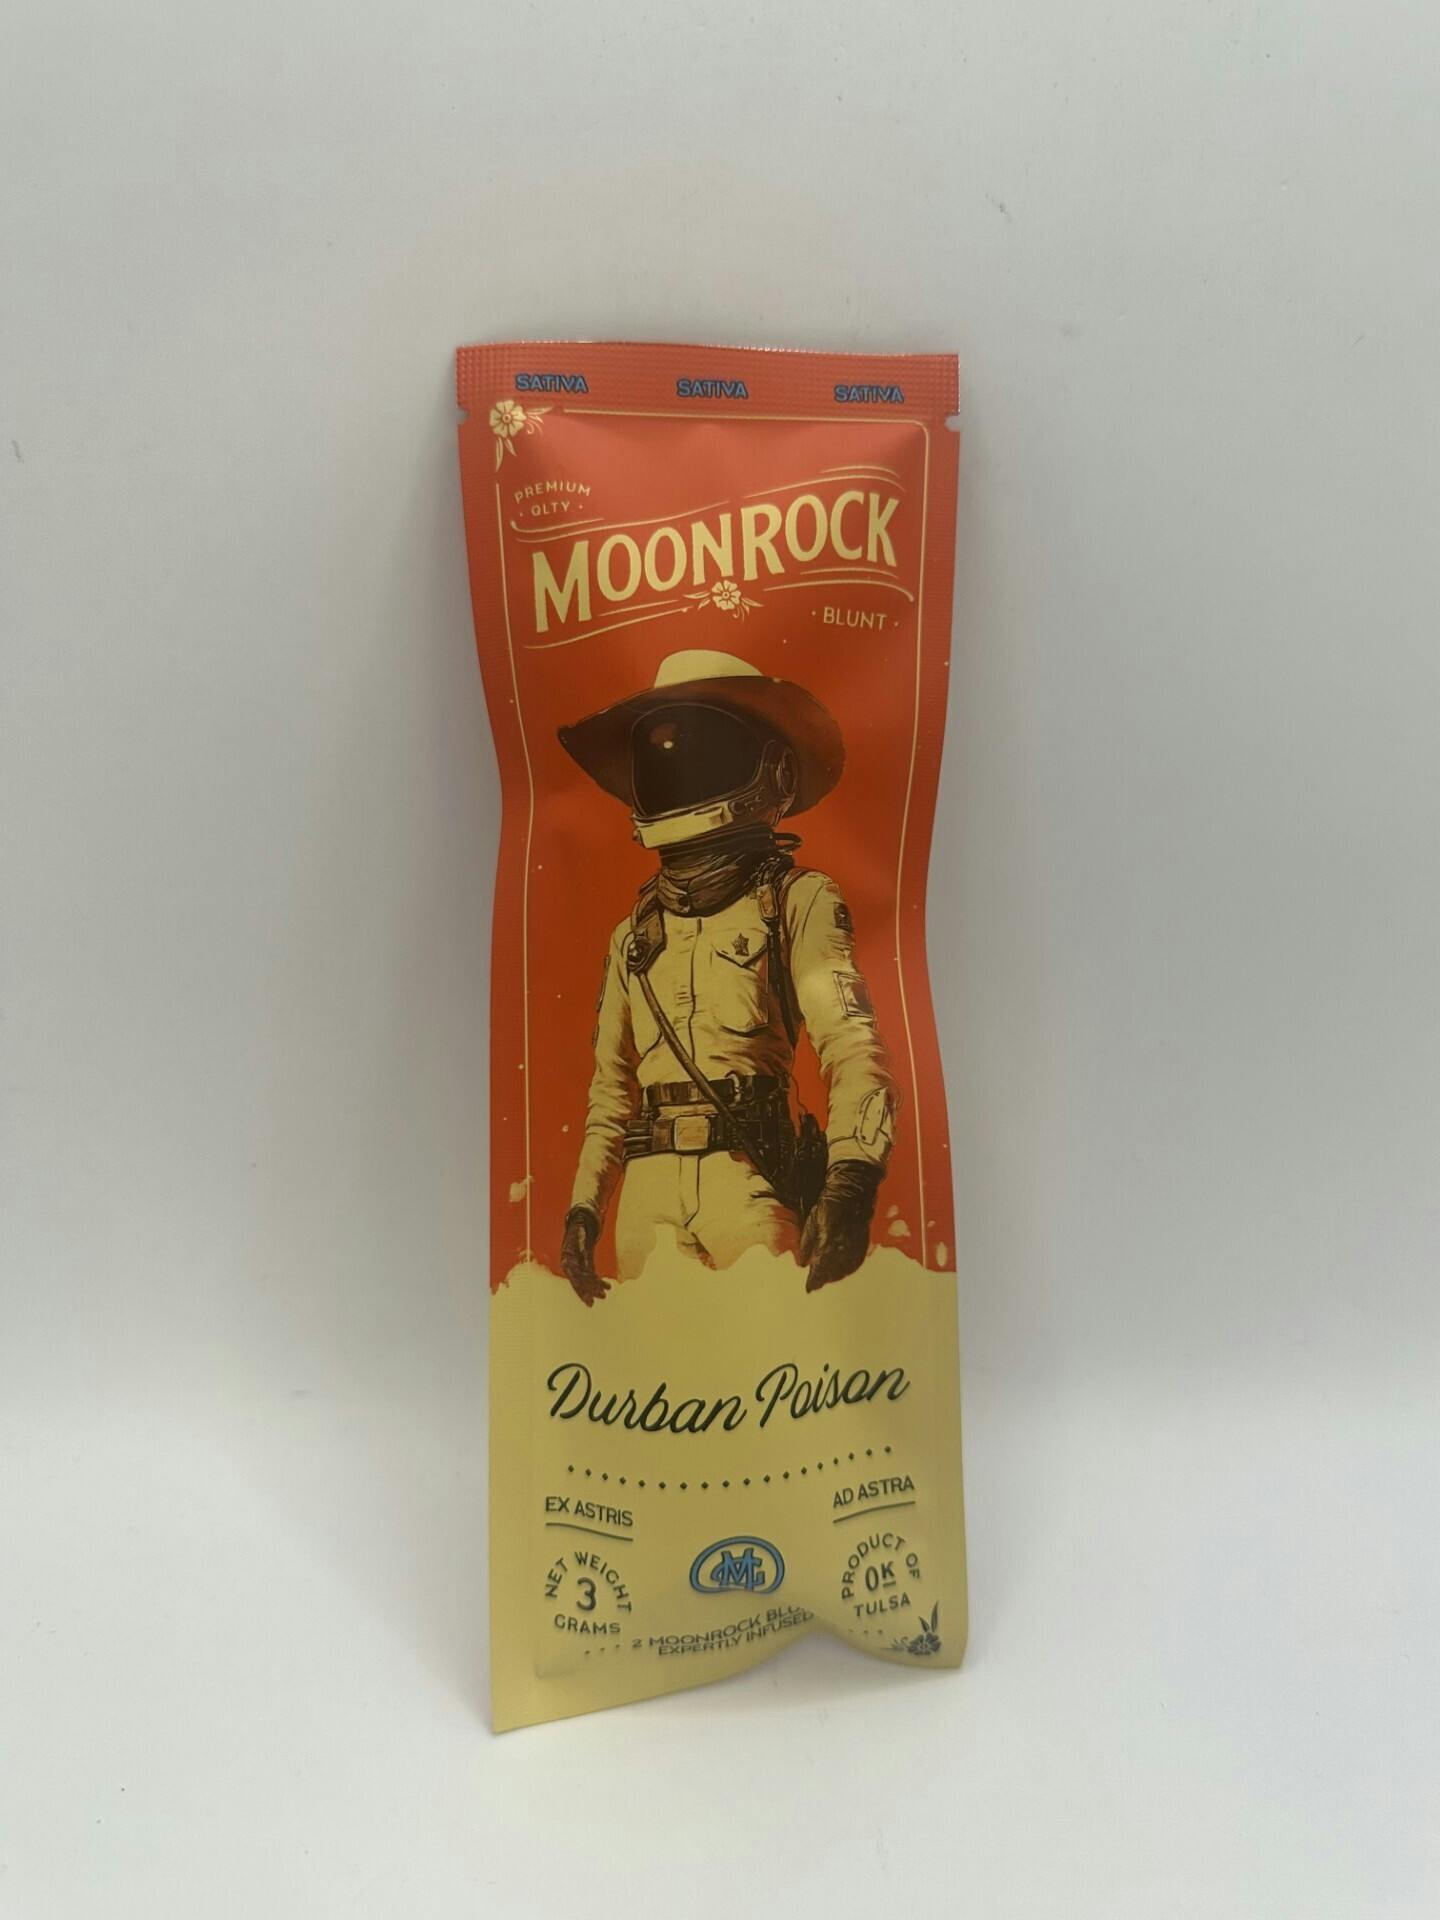 SATIVA SATIVA SATIVA
PREMIUM
· QLTY ·
MOONROCK
· BLUNT ·
Durban Poison
EX ASTRIS
AD ASTRA
NET WEIGHT
3
GRAMS
MG
PRODUCT OF
OK
TULSA
2 MOONROCK
EXPERTLY INFUSED